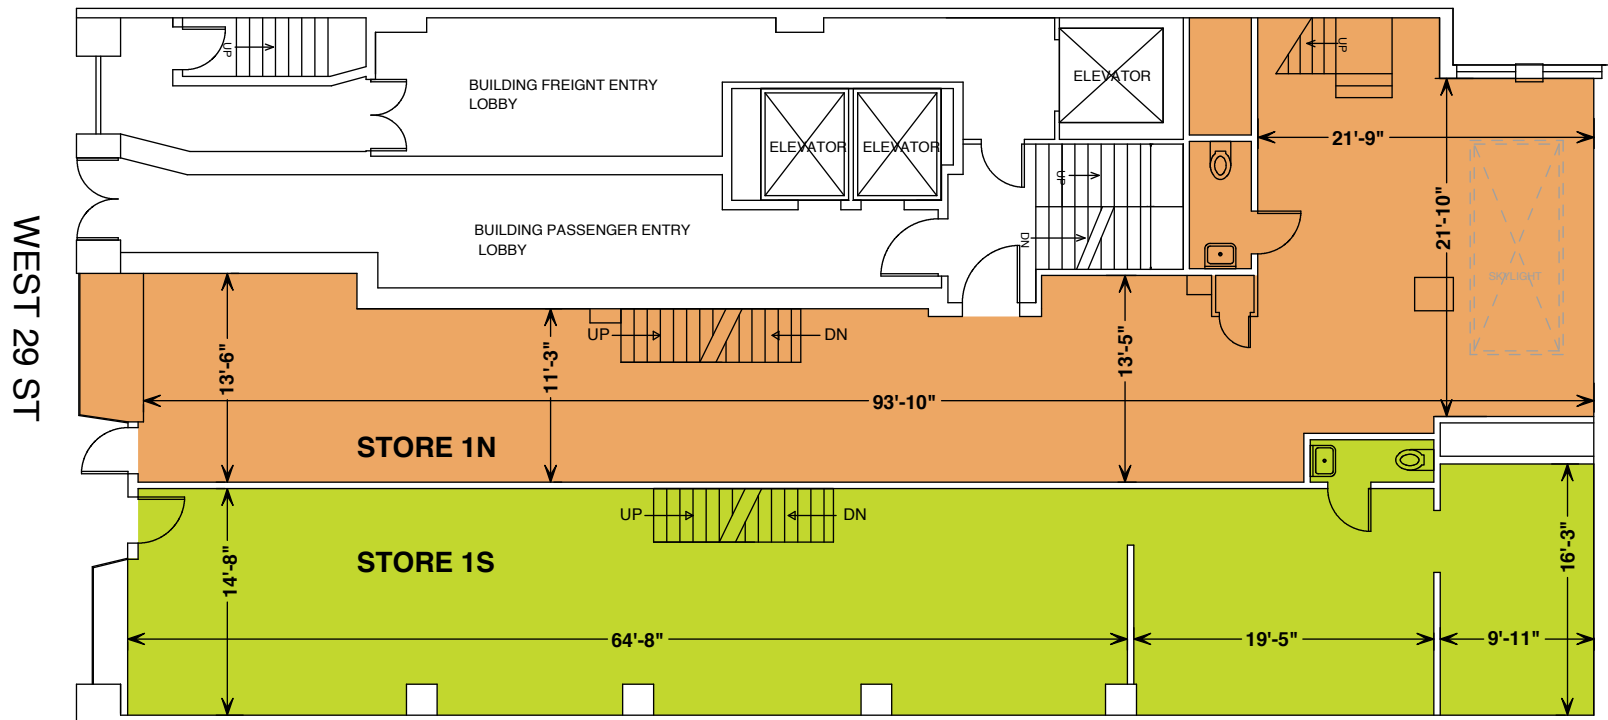 UP
UP
BUILDING FREIGNT ENTRY
LOBBY
ELEVATOR
ELEVATOR
ELEVATOR
21'-9"
UP
21'-10"
BUILDING PASSENGER ENTRY
LOBBY
DN
SKYLIGHT
WEST 29 ST
UP
DN
13'-6"
11'-3"
13'-5"
93'-10"
STORE 1N
UP
DN
STORE 1S
14'-8"
16'-3"
64'-8"
19'-5"
9'-11"